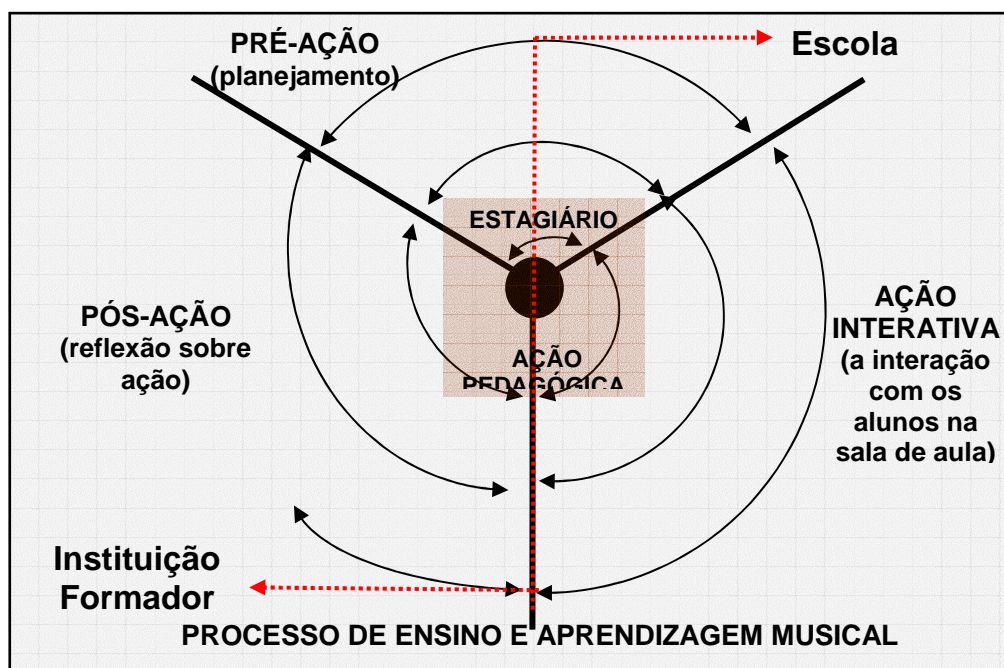 PRÉ-AÇÃO
(planejamento)
Escola
ESTAGIÁRIO
PÓS-AÇÃO
(reflexão sobre
ação)
AÇÃO
INTERATIVA
(a interação
com os
alunos na
sala de aula)
AÇÃO
PEDAGÓGICA
Instituição
Formador
PROCESSO DE ENSINO E APRENDIZAGEM MUSICAL